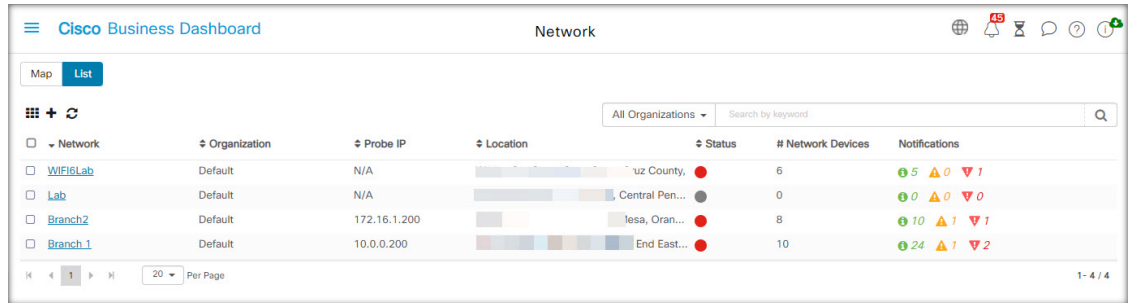 Cisco Business Dashboard Network 45
Map List
All Organizations Search by keyword
Network Organization Probe IP Location Status # Network Devices Notifications
WIFI6Lab Default N/A County, 6 5 0 1
Lab Default N/A , Central Pen... 0 0 0 0
Branch2 Default 172.16.1.200 Oran... 8 10 1 1
Branch 1 Default 10.0.0.200 End East... 10 24 1 2
1 20 Per Page 1- 4 / 4